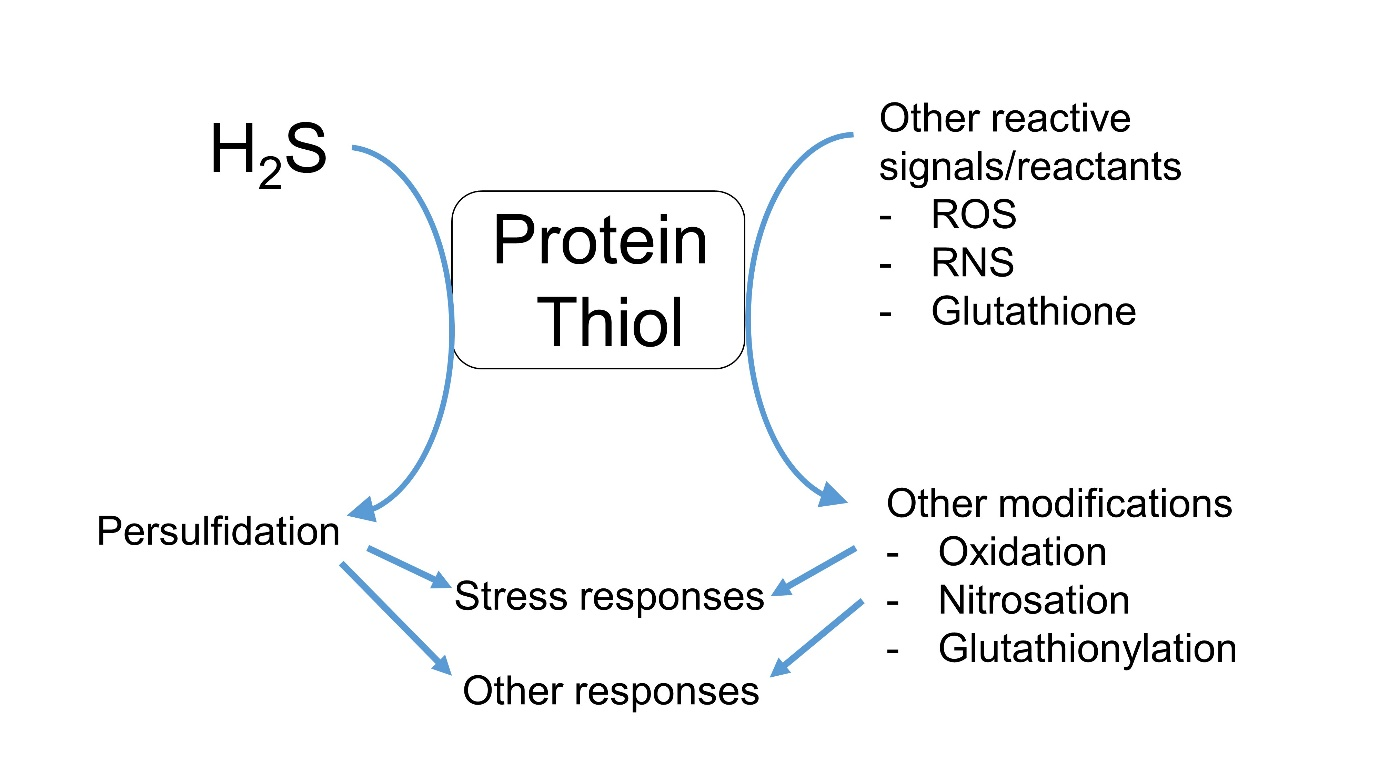 H₂S
Protein
Thiol
Other reactive
signals/reactants
- ROS
- RNS
- Glutathione
Persulfidation
Other modifications
- Oxidation
- Nitrosation
- Glutathionylation
Stress responses
Other responses